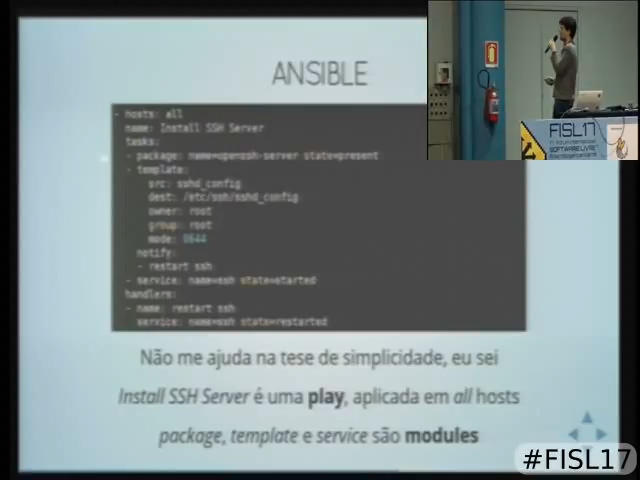 ANSIBLE
- hosts: all
name: Install SSH Server
tasks:
- package: name=openssh-server state=present
- template:
src: sshd_config
dest: /etc/ssh/sshd_config
owner: root
group: root
mode: 0644
notify:
- restart ssh
- service: name=ssh state=started
handlers:
- name: restart ssh
service: name=ssh state=restarted
Não me ajuda na tese de simplicidade, eu sei
Install SSH Server é uma play, aplicada em all hosts
package, template e service são modules
FISL17
SOFTWARE LIVRE
#FISL17